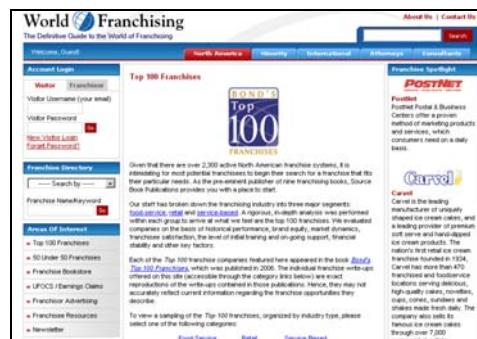 World Franchising
The Definitive Guide to the World of Franchising
About Us | Contact Us
Search
Welcome, Guest!
North America
Minority
International
Attorneys
Consultants
Account Login
Visitor
Franchisor
Visitor Username (your email)
Visitor Password
Go
New Visitor Login
Forgot Password?
Franchise Directory
----- Search by -----
Franchise Name/Keyword
Go
Areas Of Interest
Top 100 Franchises
50 Under 50 Franchises
Franchise Bookstore
UFOCS / Earnings Claims
Franchisor Advertising
Franchise Resources
Newsletter
Top 100 Franchises
BOND'S
Top
100
FRANCHISES
Given that there are over 2,300 active North American franchise systems, it is
intimidating for most potential franchisees to begin their search for a franchise that fits
their particular needs. As the pre-eminent publisher of nine franchising books, Source
Book Publications provides you with a place to start.
Our staff has broken down the franchising industry into three major segments:
food-service, retail and service-based. A rigorous, in-depth analysis was performed
within each group to arrive at what we feel are the top 100 franchises. We evaluated
companies on the basis of historical performance, brand equity, market dynamics,
franchisee satisfaction, the level of initial training and on-going support, financial
stability and other key factors.
Each of the Top 100 franchise companies featured here appeared in the book Bond's
Top 100 Franchises, which was published in 2006. The individual franchise write-ups
offered on this site (accessible through the category links below) are exact
reproductions of the write-ups contained in those publications. Hence, they may not
accurately reflect current information regarding the franchise opportunities they
describe.
To view a sampling of the Top 100 franchises, organized by industry type, please
select one of the following categories:
Food-Service Retail Service-Based
Franchise Spotlight
POSTNET
PostNet
PostNet Postal & Business
Centers offer a proven
method of marketing products
and services, which
consumers need on a daily
basis.
Carvel
Carvel
Carvel is the leading
manufacturer of uniquely
shaped ice cream cakes, and
a leading provider of premium
soft serve and hand-dipped
ice cream products. The
nation's first retail ice cream
franchise founded in 1934,
Carvel has more than 470
franchised and foodservice
locations serving delicious,
high-quality cakes, novelties,
cups, cones, sundaes and
shakes made fresh daily. The
company also sells its
famous ice cream cakes
through over 7,000